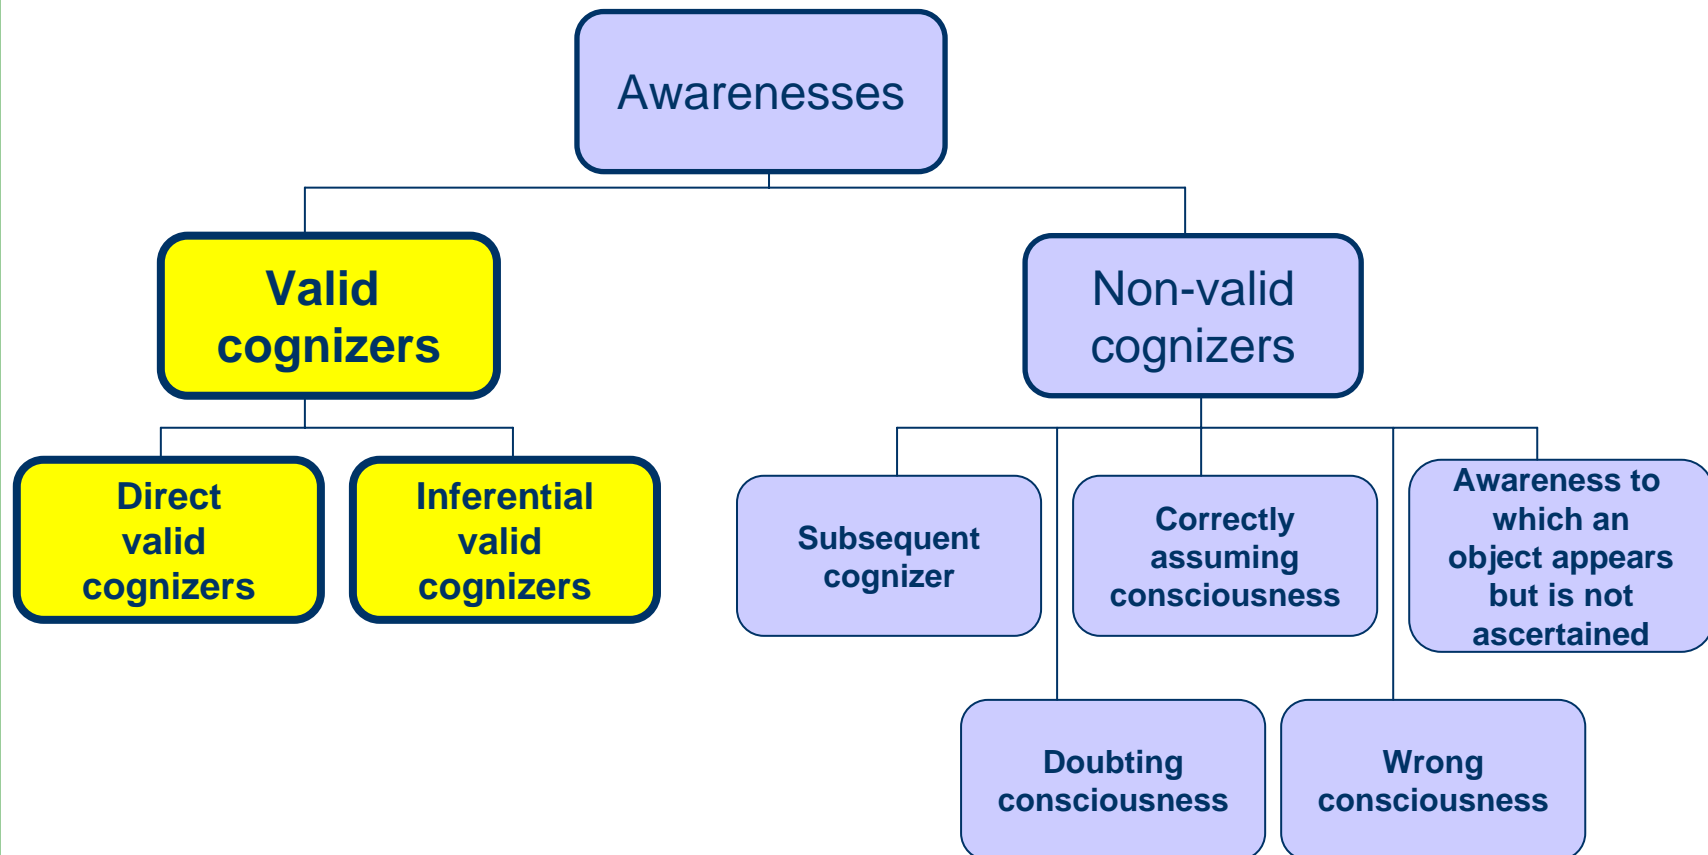 Awarenesses
Valid
cognizers
Non-valid
cognizers
Direct
valid
cognizers
Inferential
valid
cognizers
Subsequent
cognizer
Correctly
assuming
consciousness
Awareness to
which an
object appears
but is not
ascertained
Doubting
consciousness
Wrong
consciousness